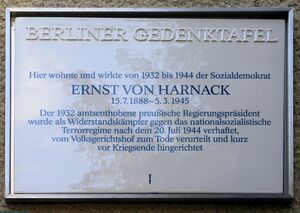 BERLINER GEDENKTAFEL
Hier wohnte und wirkte von 1932 bis 1944 der Sozialdemokrat
ERNST VON HARNACK
15.7.1888–5.3.1945
Der 1932 amtsenthobene preußische Regierungspräsident
wurde als Widerstandskämpfer gegen das nationalsozialistische
Terrorregime nach dem 20. Juli 1944 verhaftet,
vom Volksgerichtshof zum Tode verurteilt und kurz
vor Kriegsende hingerichtet